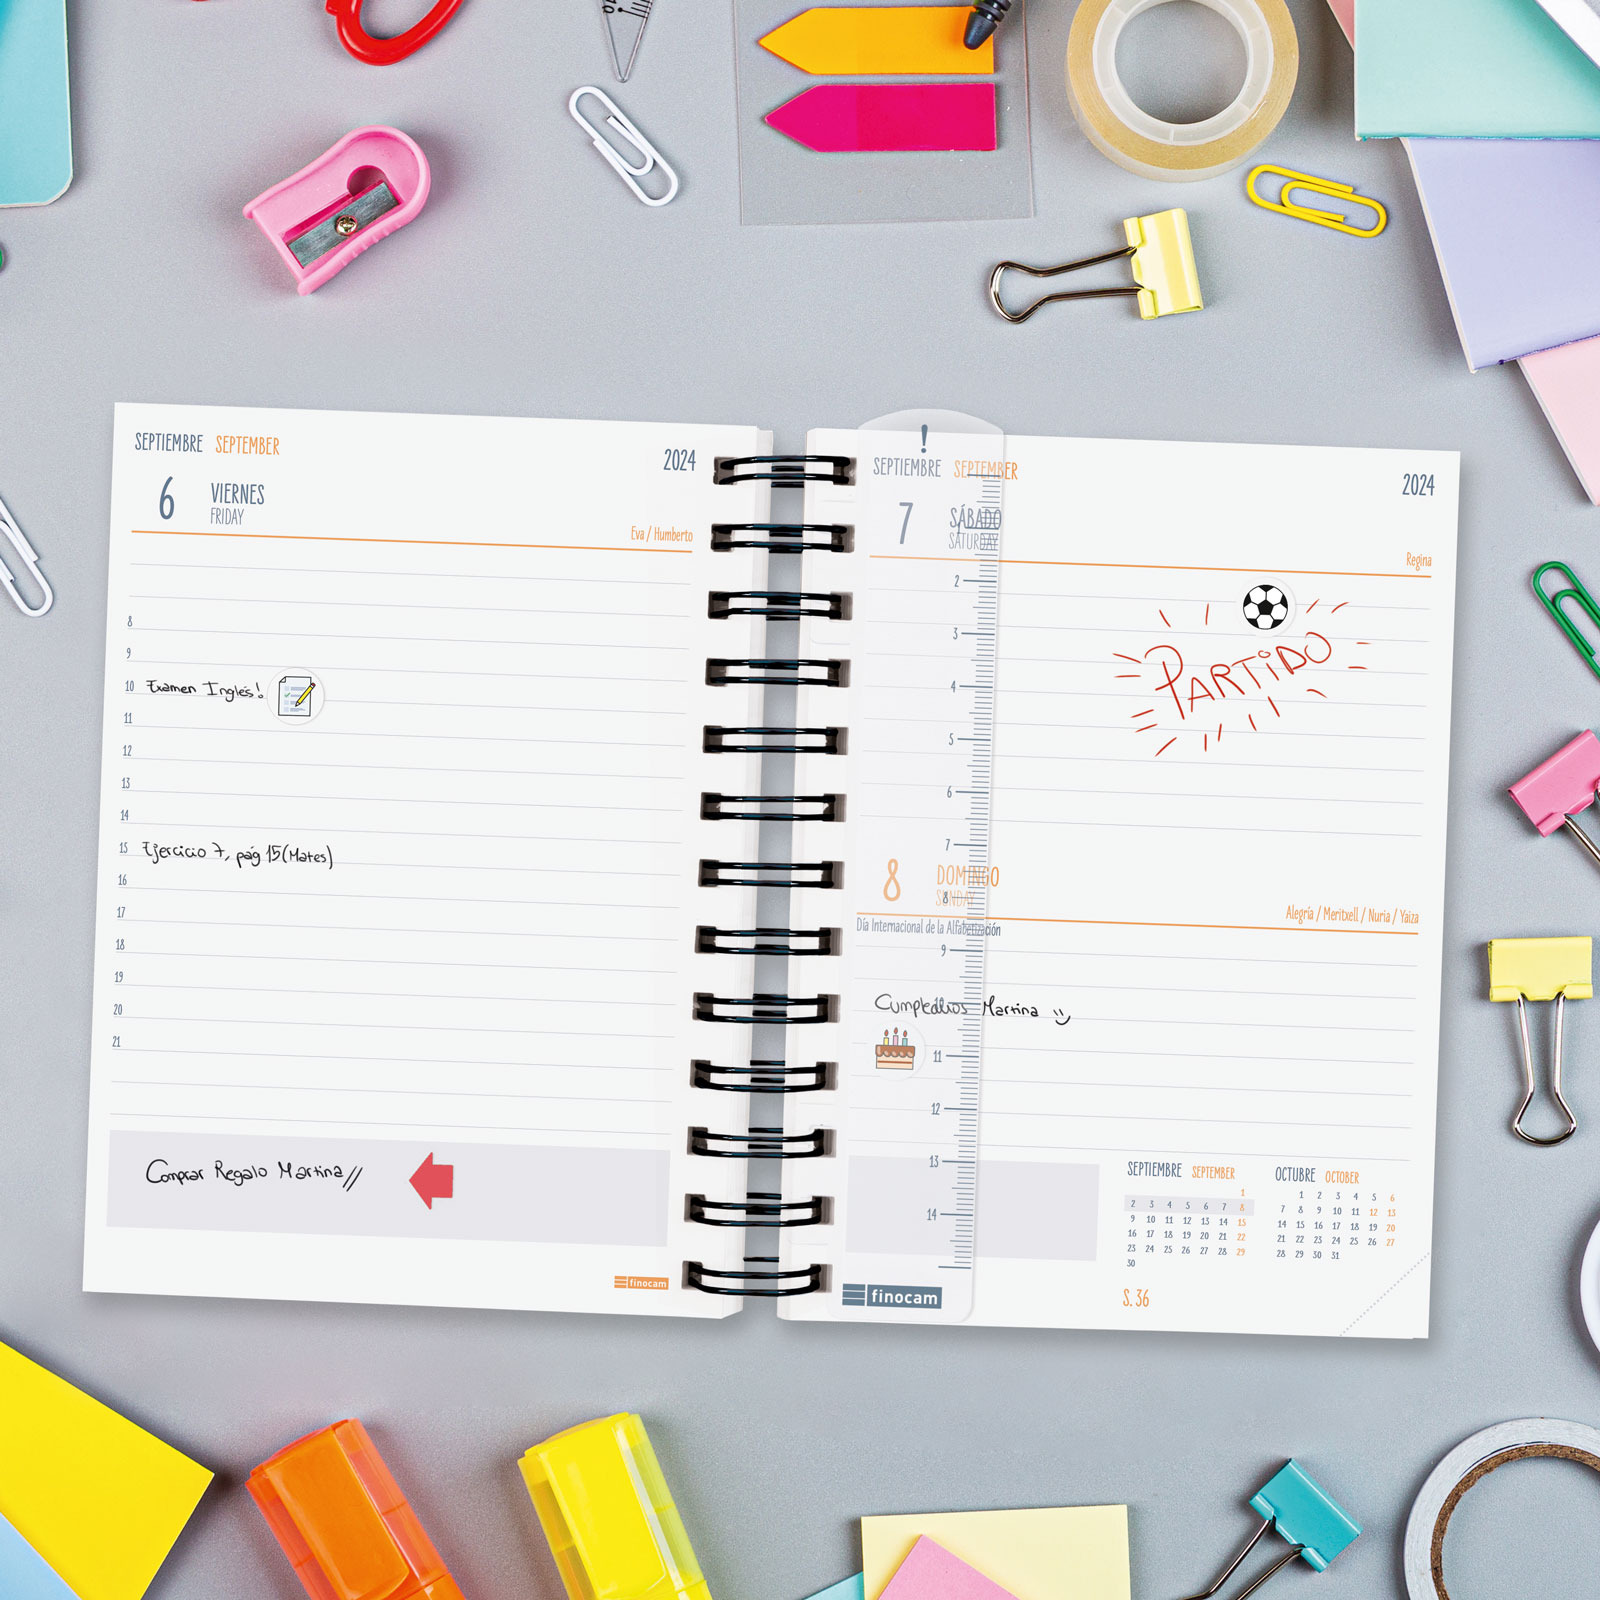 SEPTIEMBRE SEPTEMBER
2024
6 VIERNES
FRIDAY
Eva / Humberto
8
9
10 Examen Inglés!
11
12
13
14
15 Ejercicio 7, pág 15 (Mates)
16
17
18
19
20
21
Comprar Regalo Martina //
finocam
!
SEPTIEMBRE SEPTEMBER
2024
7 SÁBADO
SATURDAY
Regina
PARTIDO
2
3
4
5
6
7
8
9
11
12
13
14
8 DOMINGO
SUNDAY
Alegría / Meritxell / Nuria / Yaiza
Día Internacional de la Alfabetización
Cumpleaños Martina
SEPTIEMBRE SEPTEMBER
1
2 3 4 5 6 7 8
9 10 11 12 13 14 15
16 17 18 19 20 21 22
23 24 25 26 27 28 29
30
OCTUBRE OCTOBER
1 2 3 4 5 6
7 8 9 10 11 12 13
14 15 16 17 18 19 20
21 22 23 24 25 26 27
28 29 30 31
S. 36
finocam